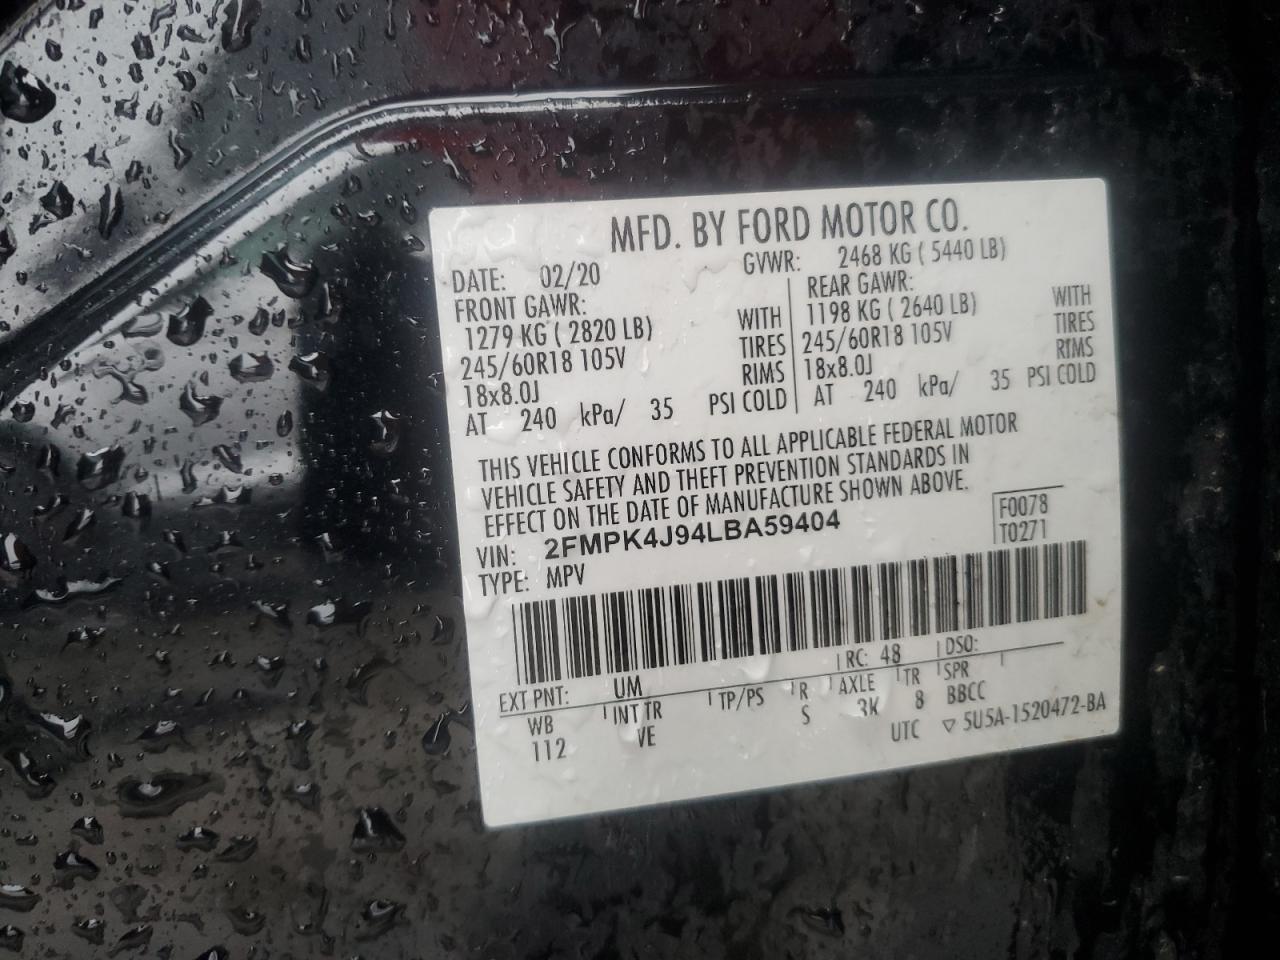 MFD. BY FORD MOTOR CO.
DATE: 02/20 GVWR: 2468 KG ( 5440 LB)
FRONT GAWR: REAR GAWR:
1279 KG ( 2820 LB) WITH 1198 KG ( 2640 LB) WITH
245/60R18 105V TIRES 245/60R18 105V TIRES
18x8.0J RIMS 18x8.0J RIMS
AT 240 kPa/ 35 PSI COLD AT 240 kPa/ 35 PSI COLD
THIS VEHICLE CONFORMS TO ALL APPLICABLE FEDERAL MOTOR
VEHICLE SAFETY AND THEFT PREVENTION STANDARDS IN
EFFECT ON THE DATE OF MANUFACTURE SHOWN ABOVE.
VIN: 2FMPK4J94LBA59404 F0078
TYPE: MPV T0271
EXT PNT: UM RC: 48 DSO:
WB INT TR TP/PS R AXLE TR SPR
112 VE S 3K 8 BBCC
UTC ▽ 5U5A-1520472-BA